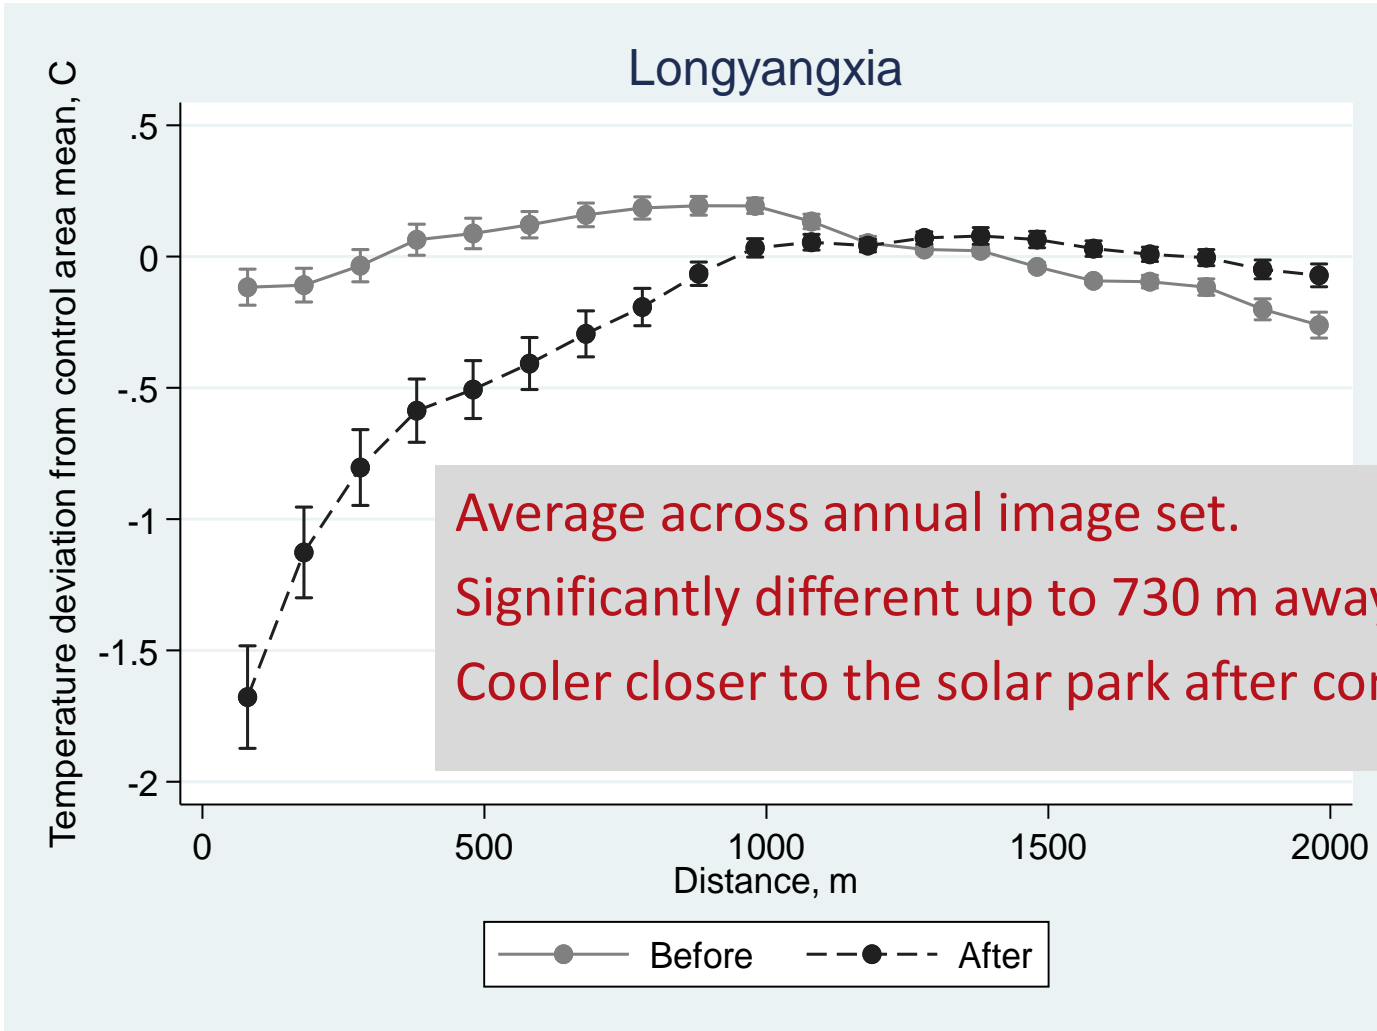 Longyangxia
Temperature deviation from control area mean, C
.5
0
-.5
-1
-1.5
-2
Average across annual image set.
Significantly different up to 730 m away
Cooler closer to the solar park after
0
500
1000
1500
2000
Distance, m
Before
After